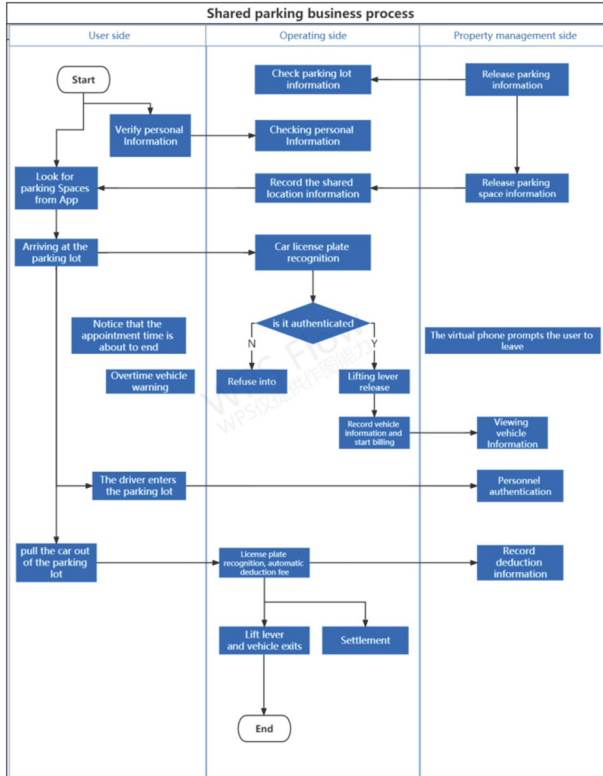 Shared parking business process
User side
Operating side
Property management side
Start
Check parking lot
information
Release parking
information
Verify personal
Information
Checking personal
Information
Look for
parking Spaces
from App
Record the shared
location information
Release parking
space information
Arriving at the
parking lot
Car license plate
recognition
Notice that the
appointment time is
about to end
is it authenticated
The virtual phone prompts the user to
leave
N
Y
Overtime vehicle
warning
Refuse into
Lifting lever
release
Record vehicle
information and
start billing
Viewing
vehicle
Information
The driver enters
the parking lot
Personnel
authentication
pull the car out
of the parking
lot
License plate
recognition, automatic
deduction fee
Record
deduction
information
Lift lever
and vehicle exits
Settlement
End